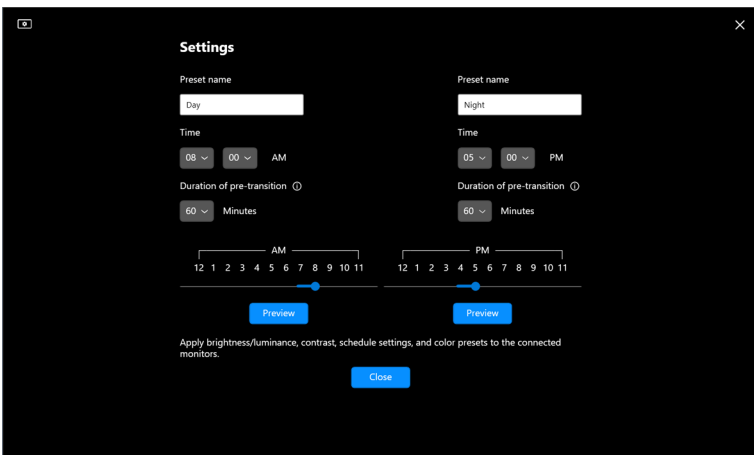 Settings
Preset name
Day
Time
08 00 AM
Duration of pre-transition
60 Minutes
Preset name
Night
Time
05 00 PM
Duration of pre-transition
60 Minutes
AM
12 1 2 3 4 5 6 7 8 9 10 11
Preview
PM
12 1 2 3 4 5 6 7 8 9 10 11
Preview
Apply brightness/luminance, contrast, schedule settings, and color presets to the connected
monitors.
Close